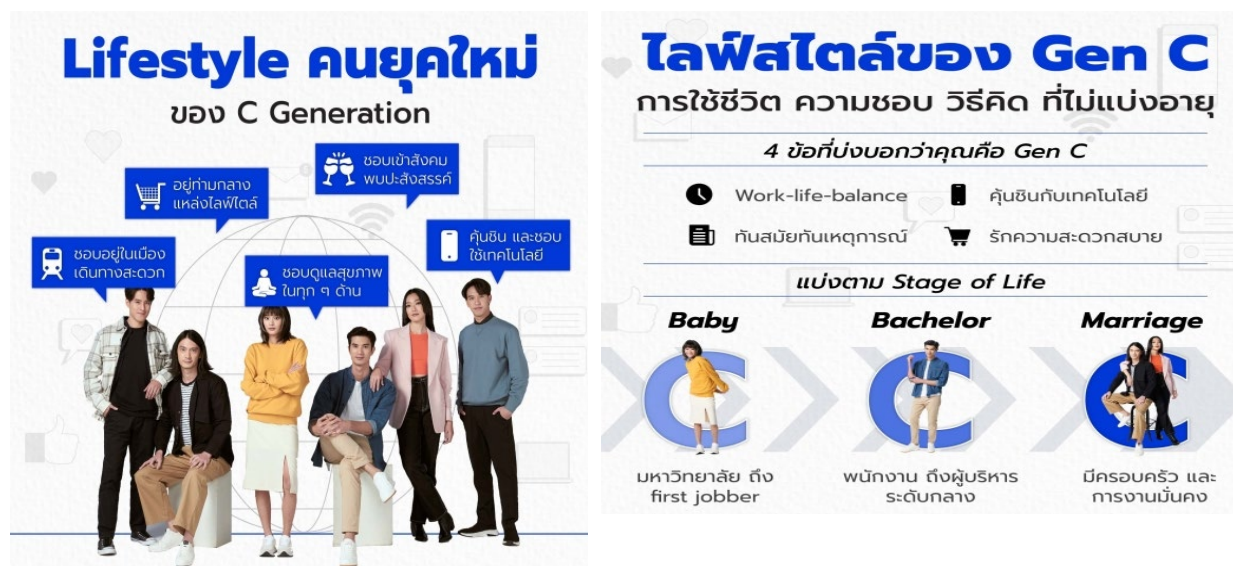 Lifestyle คนยุคใหม่
ของ C Generation
ชอบเข้าสังคม
พบปะสังสรรค์
อยู่ท่ามกลาง
แหล่งไลฟ์ไตล์
คุ้นชิน และชอบ
ใช้เทคโนโลยี
ชอบอยู่ในเมือง
เดินทางสะดวก
ชอบดูแลสุขภาพ
ในทุก ๆ ด้าน
ไลฟ์สไตล์ของ Gen C
การใช้ชีวิต ความชอบ วิธีคิด ที่ไม่แบ่งอายุ
4 ข้อที่บ่งบอกว่าคุณคือ Gen C
Work-life-balance
คุ้นชินกับเทคโนโลยี
ทันสมัยทันเหตุการณ์
รักความสะดวกสบาย
แบ่งตาม Stage of Life
Baby
Bachelor
Marriage
C
C
C
มหาวิทยาลัย ถึง
first jobber
พนักงาน ถึงผู้บริหาร
ระดับกลาง
มีครอบครัว และ
การงานมั่นคง